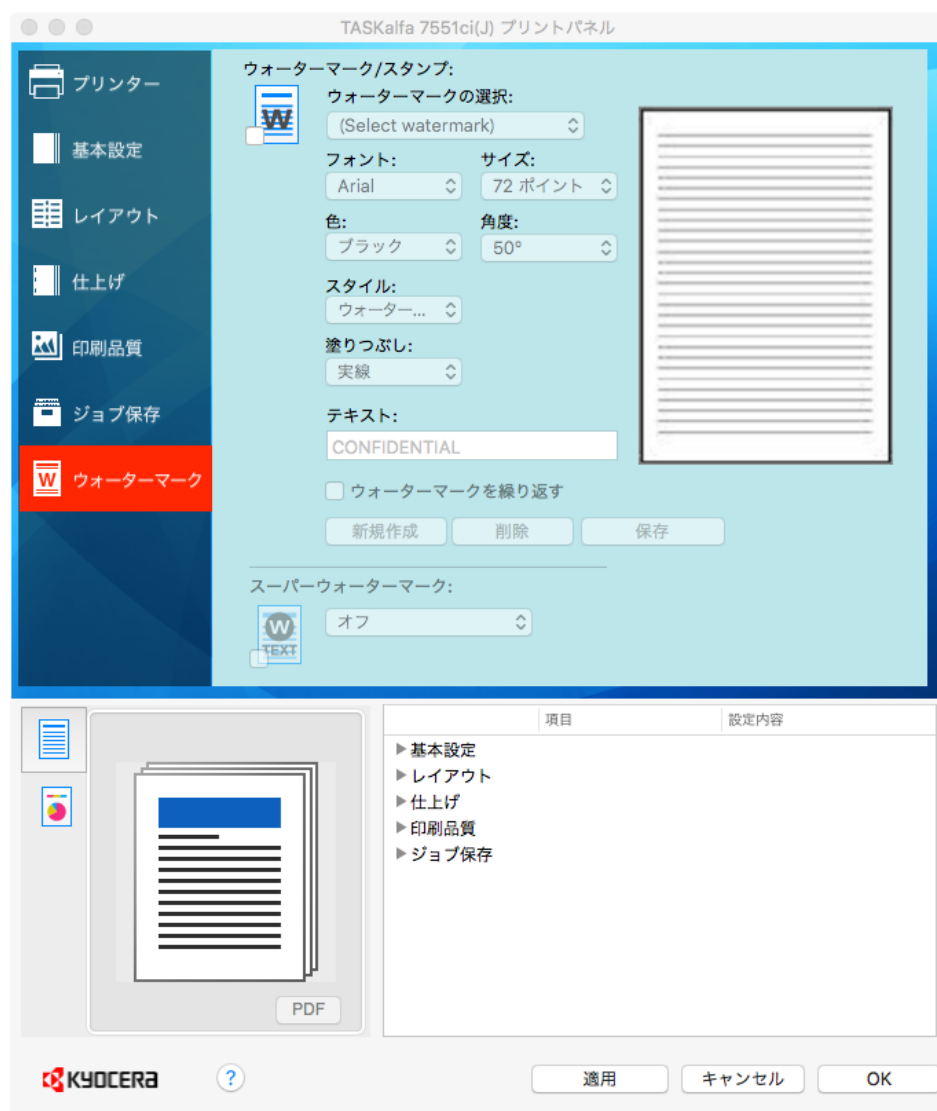 TASKalfa 7551ci(J) プリントパネル
プリンター
基本設定
レイアウト
仕上げ
印刷品質
ジョブ保存
W ウォーターマーク
ウォーターマーク/スタンプ:
W
ウォーターマークの選択:
(Select watermark)
フォント: サイズ:
Arial 72 ポイント
色: 角度:
ブラック 50°
スタイル:
ウォーター...
塗りつぶし:
実線
テキスト:
CONFIDENTIAL
ウォーターマークを繰り返す
新規作成 削除 保存
スーパーウォーターマーク:
W
TEXT
オフ
項目 設定内容
基本設定
レイアウト
仕上げ
印刷品質
ジョブ保存
PDF
KYOCERA ? 適用 キャンセル OK